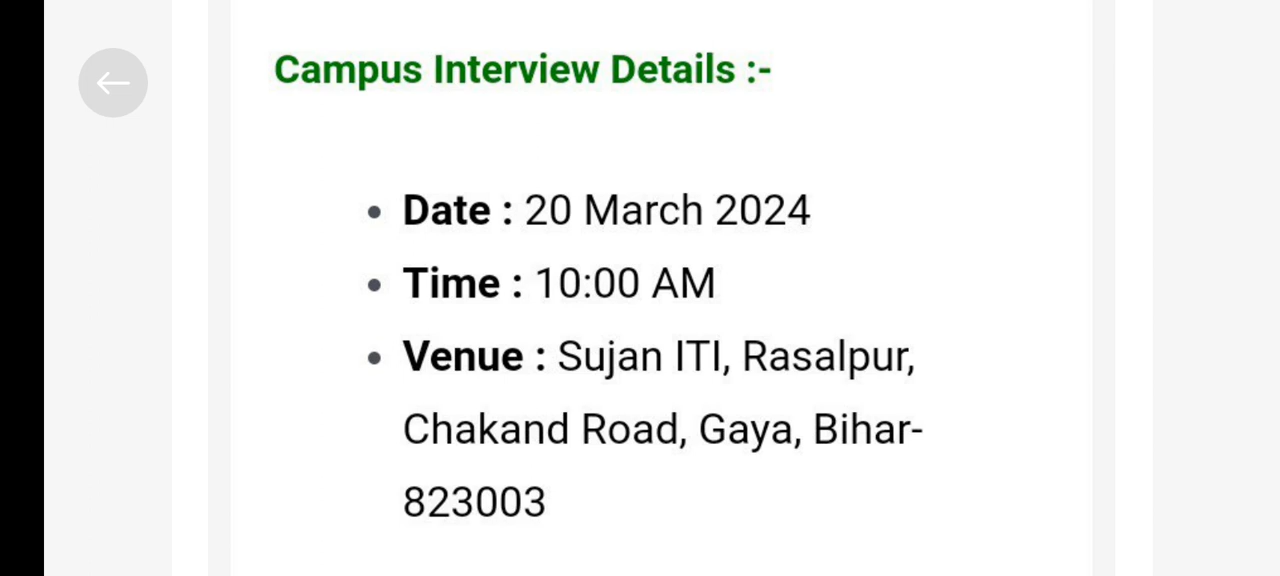 Campus Interview Details :-
Date : 20 March 2024
Time : 10:00 AM
Venue : Sujan ITI, Rasalpur,
Chakand Road, Gaya, Bihar-
823003